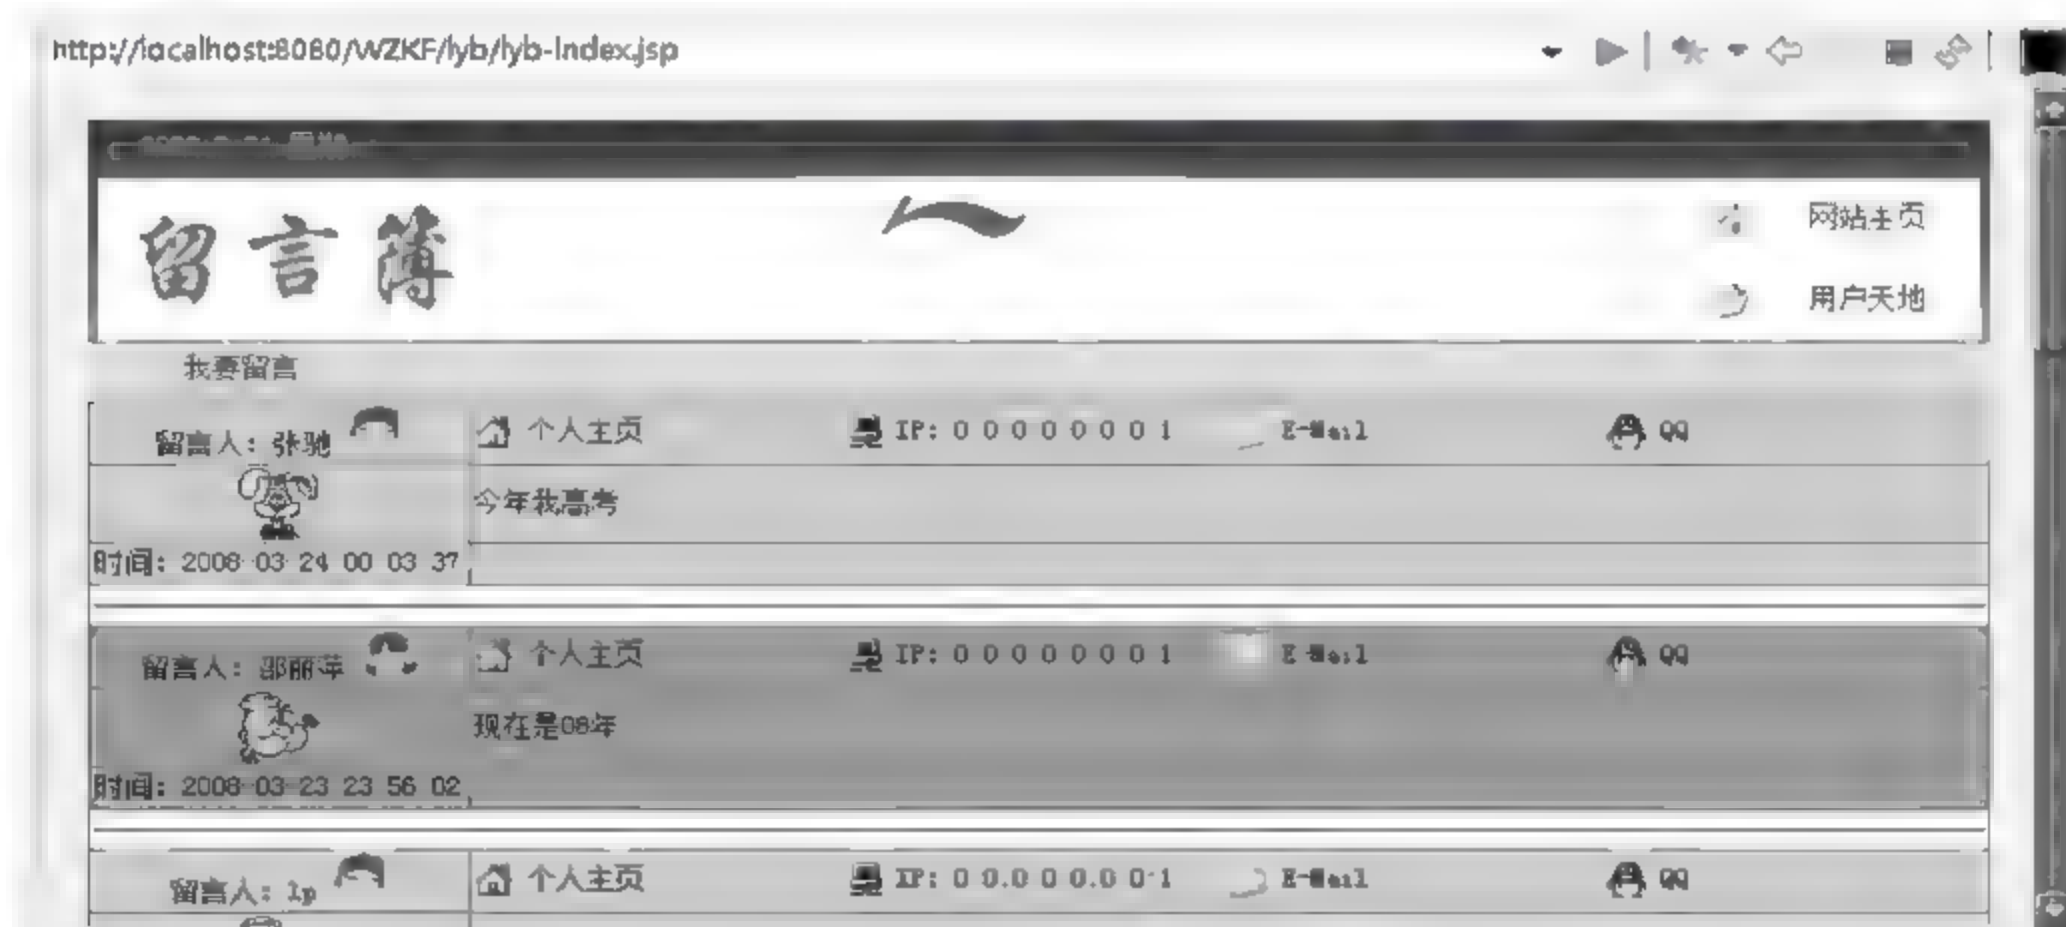 http://localhost:8080/WZKF/lyb/lyb-Index.jsp
留言簿
网站主页
用户天地
我要留言
留言人：张驰 个人主页 IP: 0 0 0 0 0 0 0 1 E-Mail QQ
今年我高考
时间：2008-03-24 00 03 37
留言人：邵丽萍 个人主页 IP: 0 0 0 0 0 0 0 1 E-Mail QQ
现在是08年
时间：2008-03-23 23 56 02
留言人：lp 个人主页 IP: 0 0.0 0 0.0 0 1 E-Mail QQ